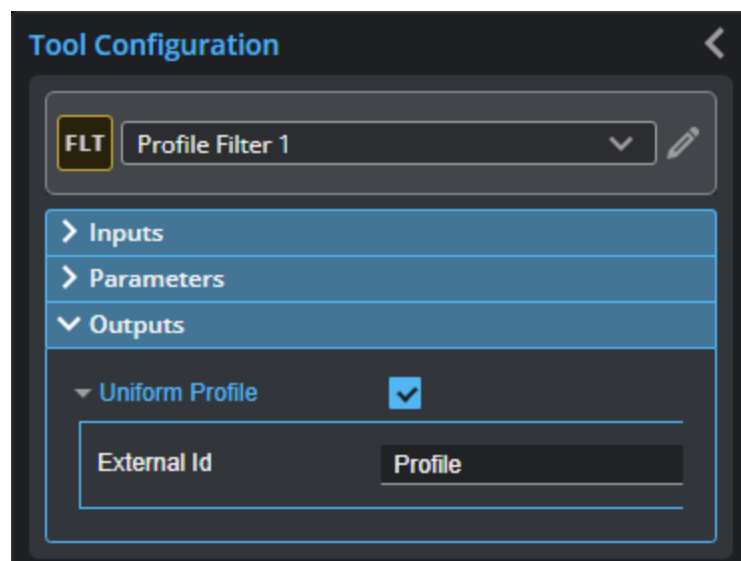 Tool Configuration
FLT Profile Filter 1
Inputs
Parameters
Outputs
Uniform Profile
External Id Profile